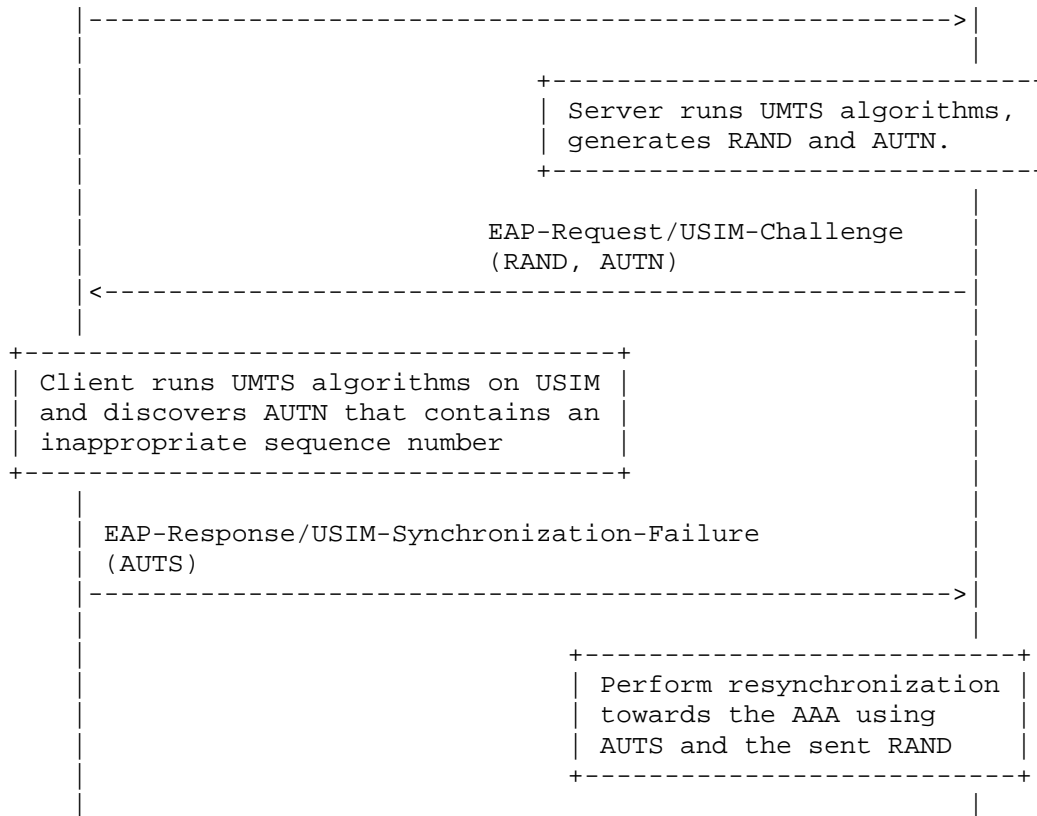 Server runs UMTS algorithms,
generates RAND and AUTN.
EAP-Request/USIM-Challenge
(RAND, AUTN)
Client runs UMTS algorithms on USIM
and discovers AUTN that contains an
inappropriate sequence number
EAP-Response/USIM-Synchronization-Failure
(AUTS)
Perform resynchronization
towards the AAA using
AUTS and the sent RAND